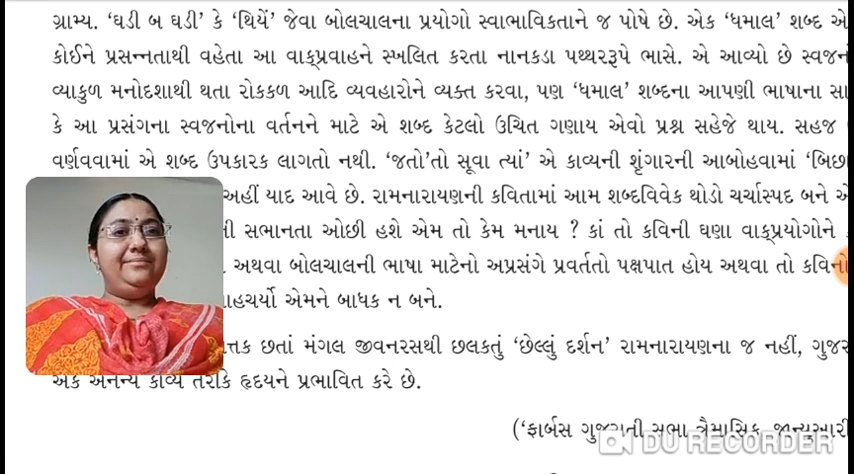 ગ્રામ્ય. ‘ઘડી બ ઘડી’ કે ‘થિયેં’ જેવા બોલચાલના પ્રયોગો સ્વાભાવિકતાને જ પોષે છે. એક ‘ધમાલ’ શબ્દ એ
કોઈને પ્રસન્નતાથી વહેતા આ વાક્પ્રવાહને સ્ખલિત કરતા નાનકડા પથ્થરરૂપે ભાસે. એ આવ્યો છે સ્વજનં
વ્યાકુળ મનોદશાથી થતા રોકકળ આદિ વ્યવહારોને વ્યક્ત કરવા, પણ ‘ધમાલ’ શબ્દના આપણી ભાષાના સા
કે આ પ્રસંગના સ્વજનોના વર્તનને માટે એ શબ્દ કેટલો ઉચિત ગણાય એવો પ્રશ્ન સહેજે થાય. સહજ
વર્ણવવામાં એ શબ્દ ઉપકારક લાગતો નથી. ‘જતો’તો સૂવા ત્યાં’ એ કાવ્યની શૃંગારની આબોહવામાં ‘બિછા
અહીં યાદ આવે છે. રામનારાયણની કવિતામાં આમ શબ્દવિવેક થોડો ચર્ચાસ્પદ બને એ
ની સભાનતા ઓછી હશે એમ તો કેમ મનાય ? કાં તો કવિની ઘણા વાક્પ્રયોગોને
અથવા બોલચાલની ભાષા માટેનો અપ્રસંગે પ્રવર્તતો પક્ષપાત હોય અથવા તો કવિનો
ાહચર્યો એમને બાધક ન બને.
ત્તક છતાં મંગલ જીવનરસથી છલકતું ‘છેલ્લું દર્શન’ રામનારાયણના જ નહીં, ગુજર
એક અનન્ય કાવ્ય તરીકે હૃદયને પ્રભાવિત કરે છે.
(‘ફાર્બસ ગુજરાતી સભા ત્રૈમાસિક, જાન્યુઆરી
DU RECORDER